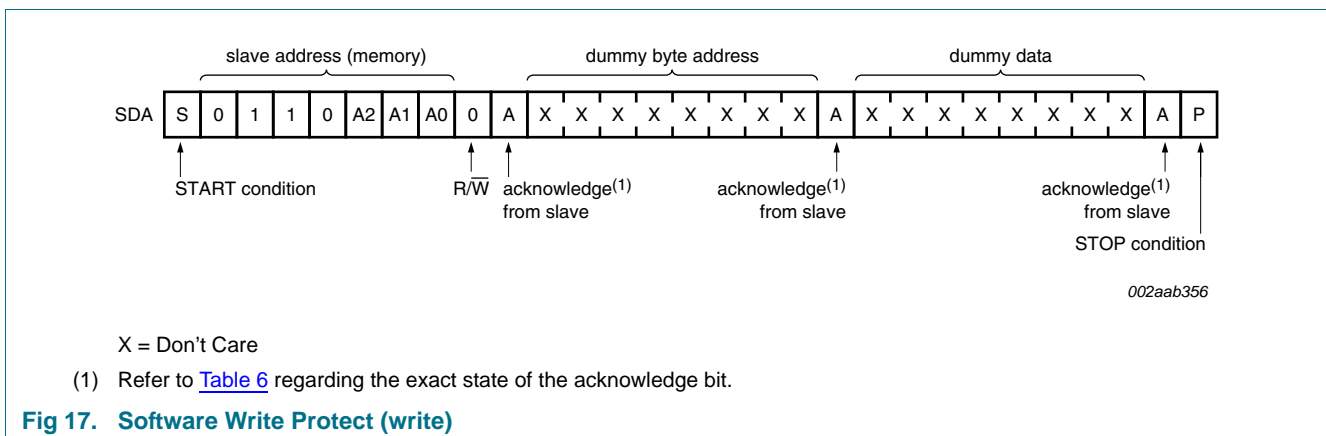 slave address (memory) dummy byte address dummy data
SDA S 0 1 1 0 A2 A1 A0 0 A X X X X X X X X A X X X X X X X X A P
START condition R/W̅ acknowledge(1) acknowledge(1) acknowledge(1)
from slave from slave from slave
STOP condition
002aab356
X = Don't Care
(1) Refer to Table 6 regarding the exact state of the acknowledge bit.
Fig 17. Software Write Protect (write)